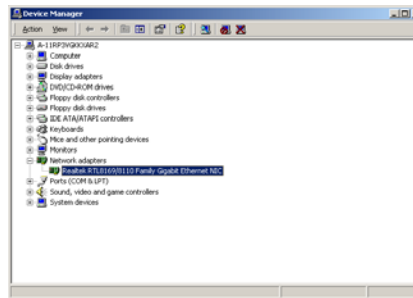 Device Manager
Action View
A-1IRP3VGKXIAR2
Computer
Disk drives
Display adapters
DVD/CD-ROM drives
Floppy disk controllers
Floppy disk drives
IDE ATA/ATAPI controllers
Keyboards
Mice and other pointing devices
Monitors
Network adapters
Realtek RTL8169/8110 Family Gigabit Ethernet NIC
Ports (COM & LPT)
Sound, video and game controllers
System devices